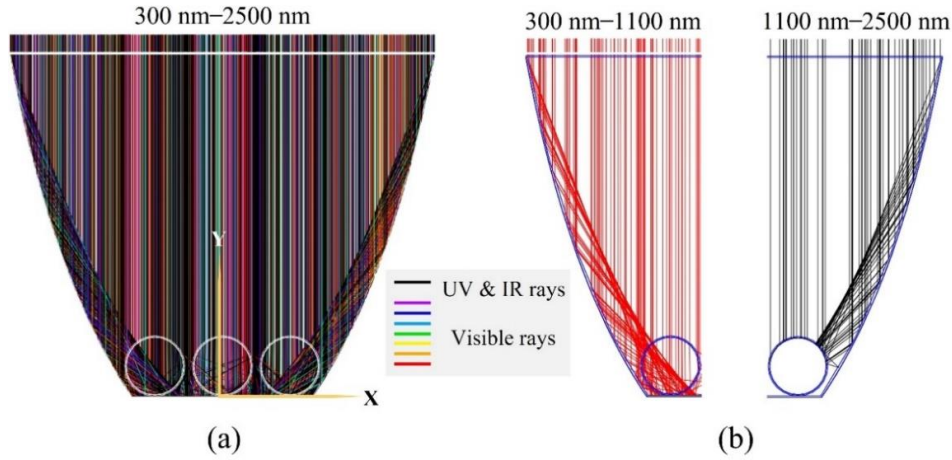 300 nm–2500 nm
300 nm–1100 nm
1100 nm–2500 nm
Y
UV & IR rays
Visible rays
X
(a)
(b)